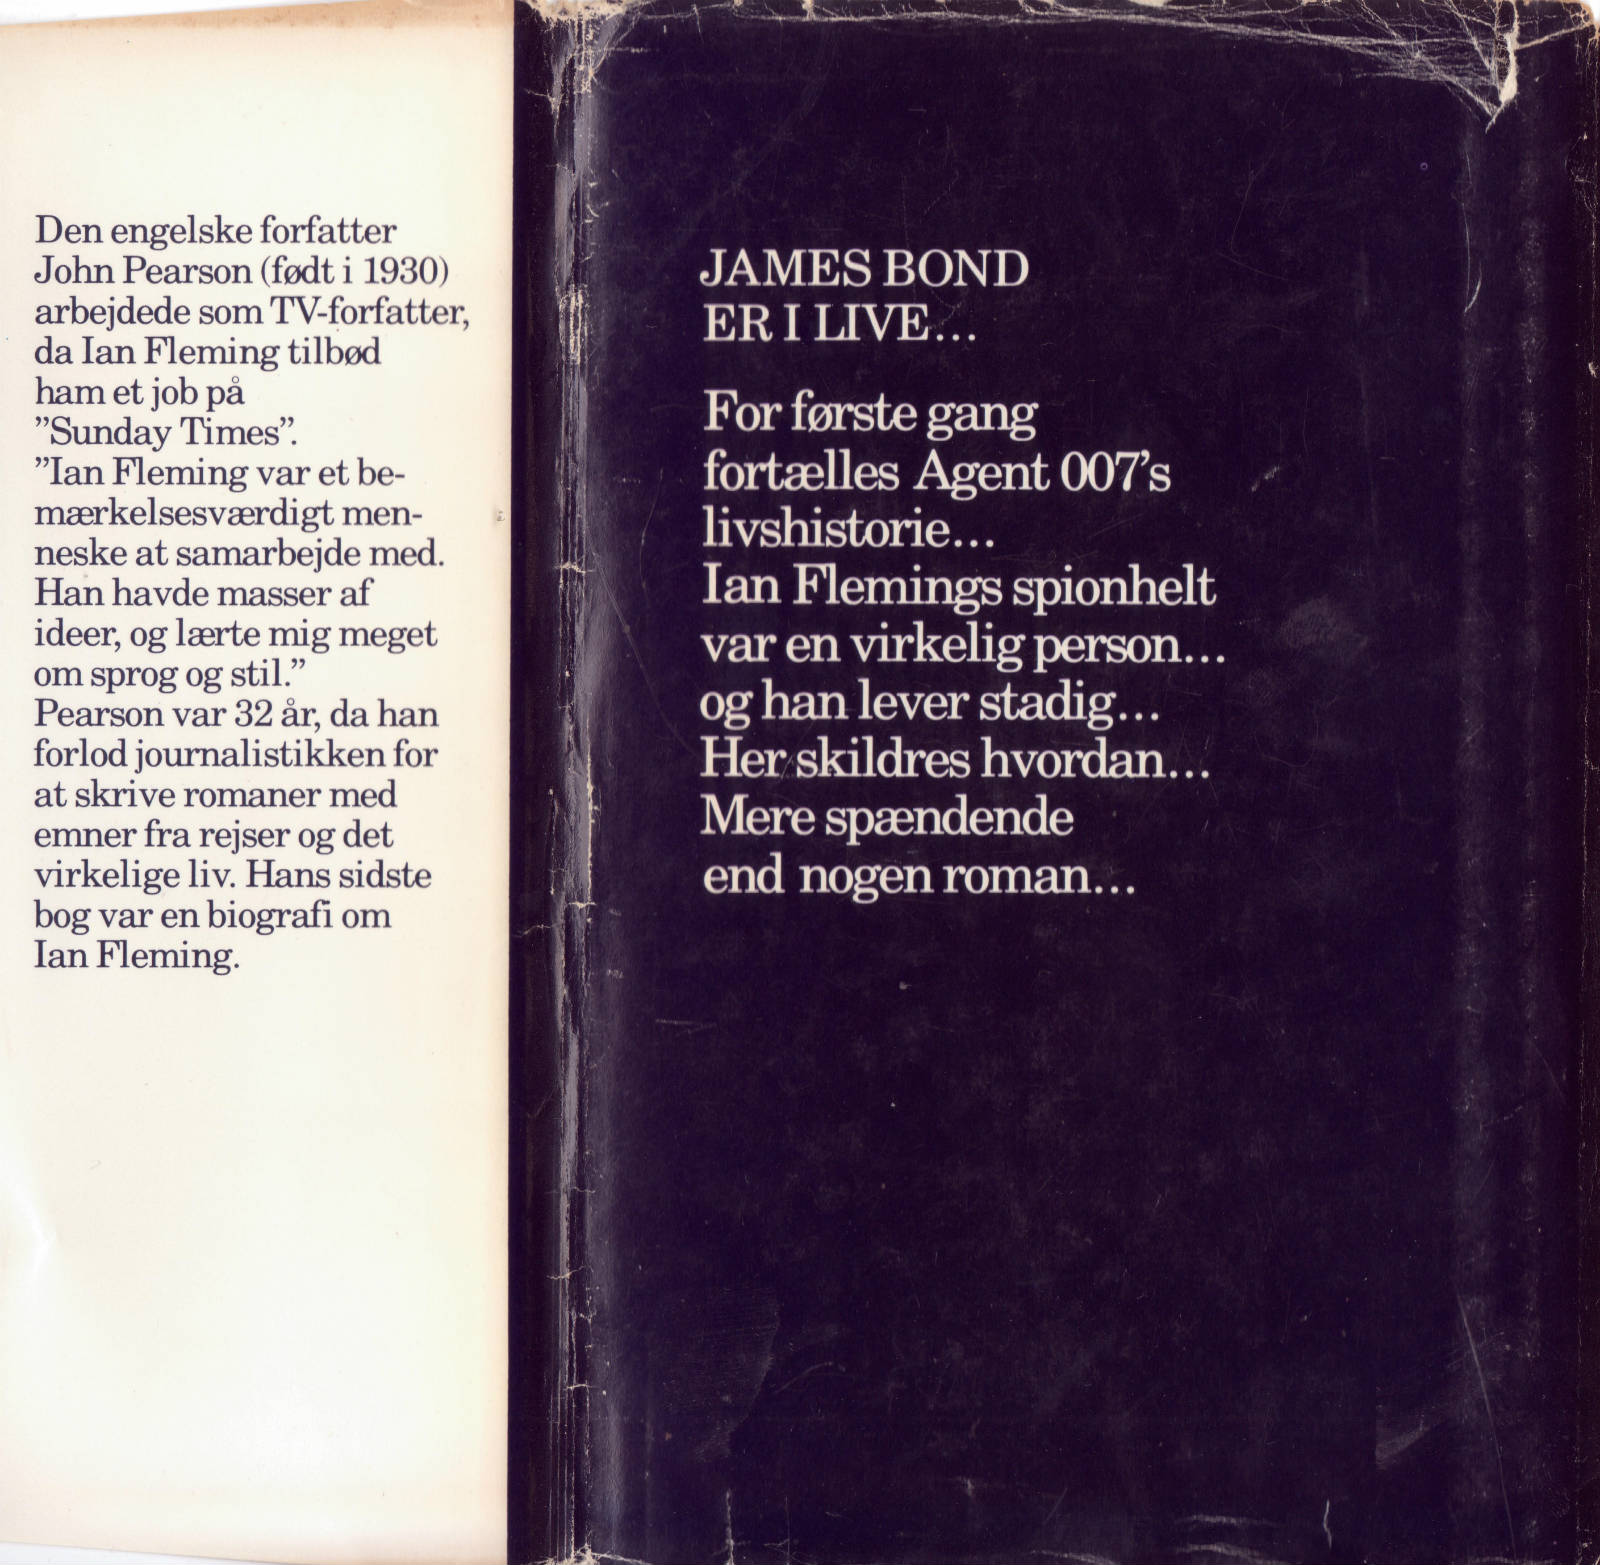 Den engelske forfatter
John Pearson (født i 1930)
arbejdede som TV-forfatter,
da Ian Fleming tilbød
ham et job på
”Sunday Times”.
”Ian Fleming var et be-
mærkelsesværdigt men-
neske at samarbejde med.
Han havde masser af
ideer, og lærte mig meget
om sprog og stil.”
Pearson var 32 år, da han
forlod journalistikken for
at skrive romaner med
emner fra rejser og det
virkelige liv. Hans sidste
bog var en biografi om
Ian Fleming.
JAMES BOND
ER I LIVE...
For første gang
fortælles Agent 007’s
livshistorie...
Ian Flemings spionhelt
var en virkelig person...
og han lever stadig...
Her skildres hvordan...
Mere spændende
end nogen roman...